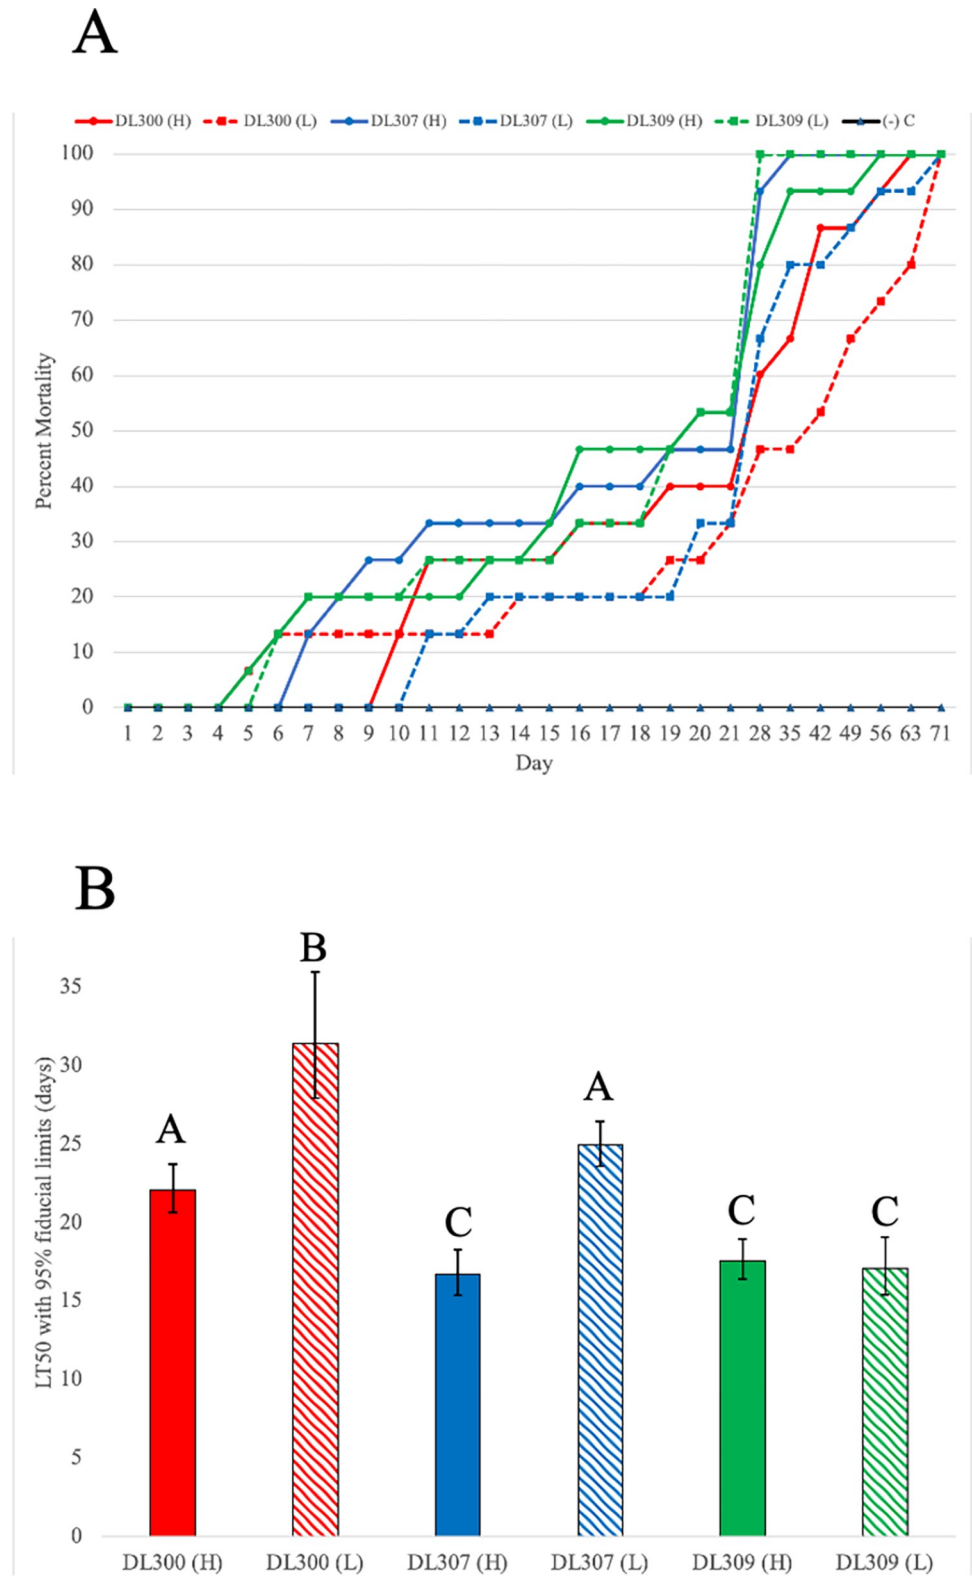 A
DL300 (H) DL300 (L) DL307 (H) DL307 (L) DL309 (H) DL309 (L) (-) C
100
90
80
70
60
50
40
30
20
10
0
Percent Mortality
1 2 3 4 5 6 7 8 9 10 11 12 13 14 15 16 17 18 19 20 21 28 35 42 49 56 63 71
Day
B
35
30
25
20
15
10
5
0
LT50 with 95% fiducial limits (days)
A B C A C C
DL300 (H) DL300 (L) DL307 (H) DL307 (L) DL309 (H) DL309 (L)